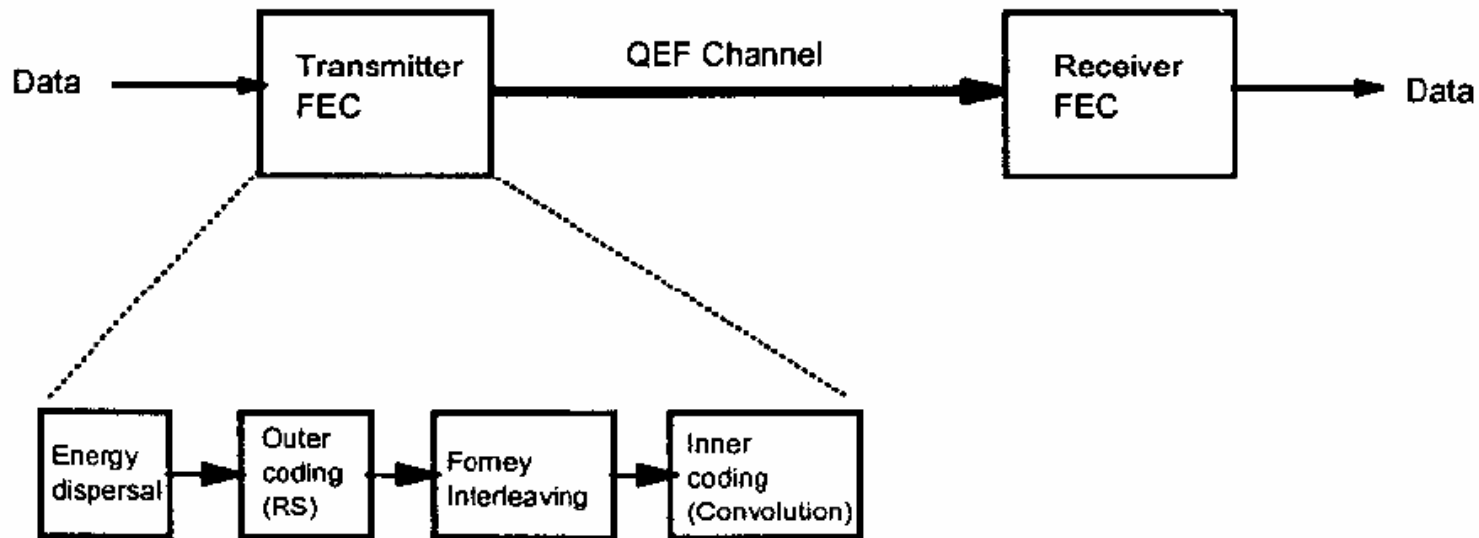 Data
Transmitter
FEC
QEF Channel
Receiver
FEC
Data
Energy
dispersal
Outer
coding
(RS)
Forney
Interleaving
Inner
coding
(Convolution)